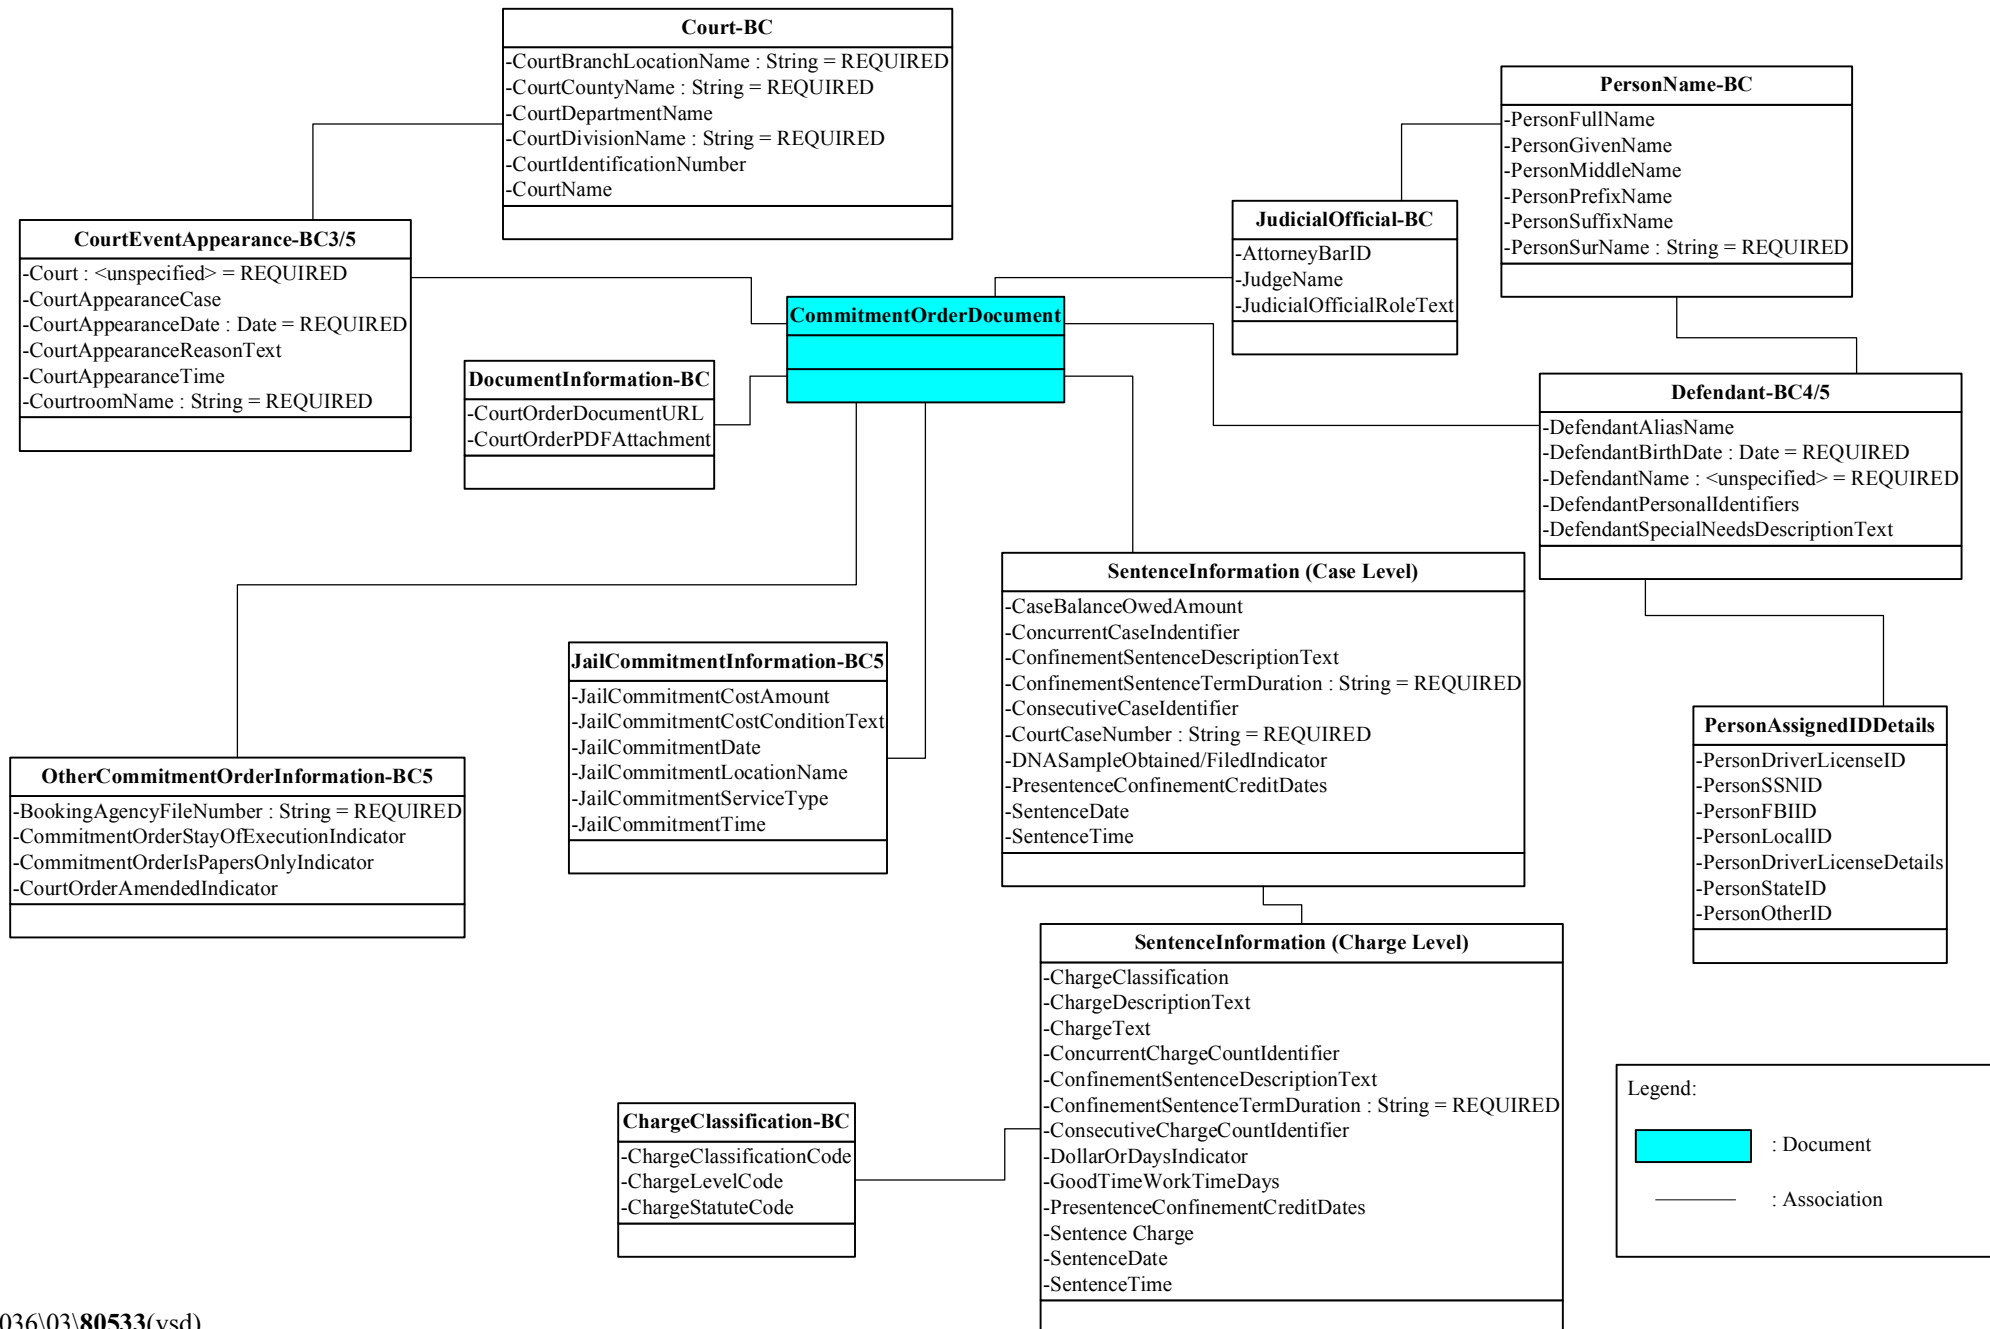 Court-BC
-CourtBranchLocationName : String = REQUIRED
-CourtCountyName : String = REQUIRED
-CourtDepartmentName
-CourtDivisionName : String = REQUIRED
-CourtIdentificationNumber
-CourtName
PersonName-BC
-PersonFullName
-PersonGivenName
-PersonMiddleName
-PersonPrefixName
-PersonSuffixName
-PersonSurName : String = REQUIRED
CourtEventAppearance-BC3/5
-Court : <unspecified> = REQUIRED
-CourtAppearanceCase
-CourtAppearanceDate : Date = REQUIRED
-CourtAppearanceReasonText
-CourtAppearanceTime
-CourtroomName : String = REQUIRED
JudicialOfficial-BC
-AttorneyBarID
-JudgeName
-JudicialOfficialRoleText
CommitmentOrderDocument
DocumentInformation-BC
-CourtOrderDocumentURL
-CourtOrderPDFAttachment
Defendant-BC4/5
-DefendantAliasName
-DefendantBirthDate : Date = REQUIRED
-DefendantName : <unspecified> = REQUIRED
-DefendantPersonalIdentifiers
-DefendantSpecialNeedsDescriptionText
SentenceInformation (Case Level)
-CaseBalanceOwedAmount
-ConcurrentCaseIndentifier
-ConfinementSentenceDescriptionText
-ConfinementSentenceTermDuration : String = REQUIRED
-ConsecutiveCaseIdentifier
-CourtCaseNumber : String = REQUIRED
-DNASampleObtained/FiledIndicator
-PresentenceConfinementCreditDates
-SentenceDate
-SentenceTime
JailCommitmentInformation-BC5
-JailCommitmentCostAmount
-JailCommitmentCostConditionText
-JailCommitmentDate
-JailCommitmentLocationName
-JailCommitmentServiceType
-JailCommitmentTime
OtherCommitmentOrderInformation-BC5
-BookingAgencyFileNumber : String = REQUIRED
-CommitmentOrderStayOfExecutionIndicator
-CommitmentOrderIsPapersOnlyIndicator
-CourtOrderAmendedIndicator
PersonAssignedIDDetails
-PersonDriverLicenseID
-PersonSSNID
-PersonFBIID
-PersonLocalID
-PersonDriverLicenseDetails
-PersonStateID
-PersonOtherID
SentenceInformation (Charge Level)
-ChargeClassification
-ChargeDescriptionText
-ChargeText
-ConcurrentChargeCountIdentifier
-ConfinementSentenceDescriptionText
-ConfinementSentenceTermDuration : String = REQUIRED
-ConsecutiveChargeCountIdentifier
-DollarOrDaysIndicator
-GoodTimeWorkTimeDays
-PresentenceConfinementCreditDates
-Sentence Charge
-SentenceDate
-SentenceTime
ChargeClassification-BC
-ChargeClassificationCode
-ChargeLevelCode
-ChargeStatuteCode
Legend:
: Document
: Association
036\03\80533(vsd)